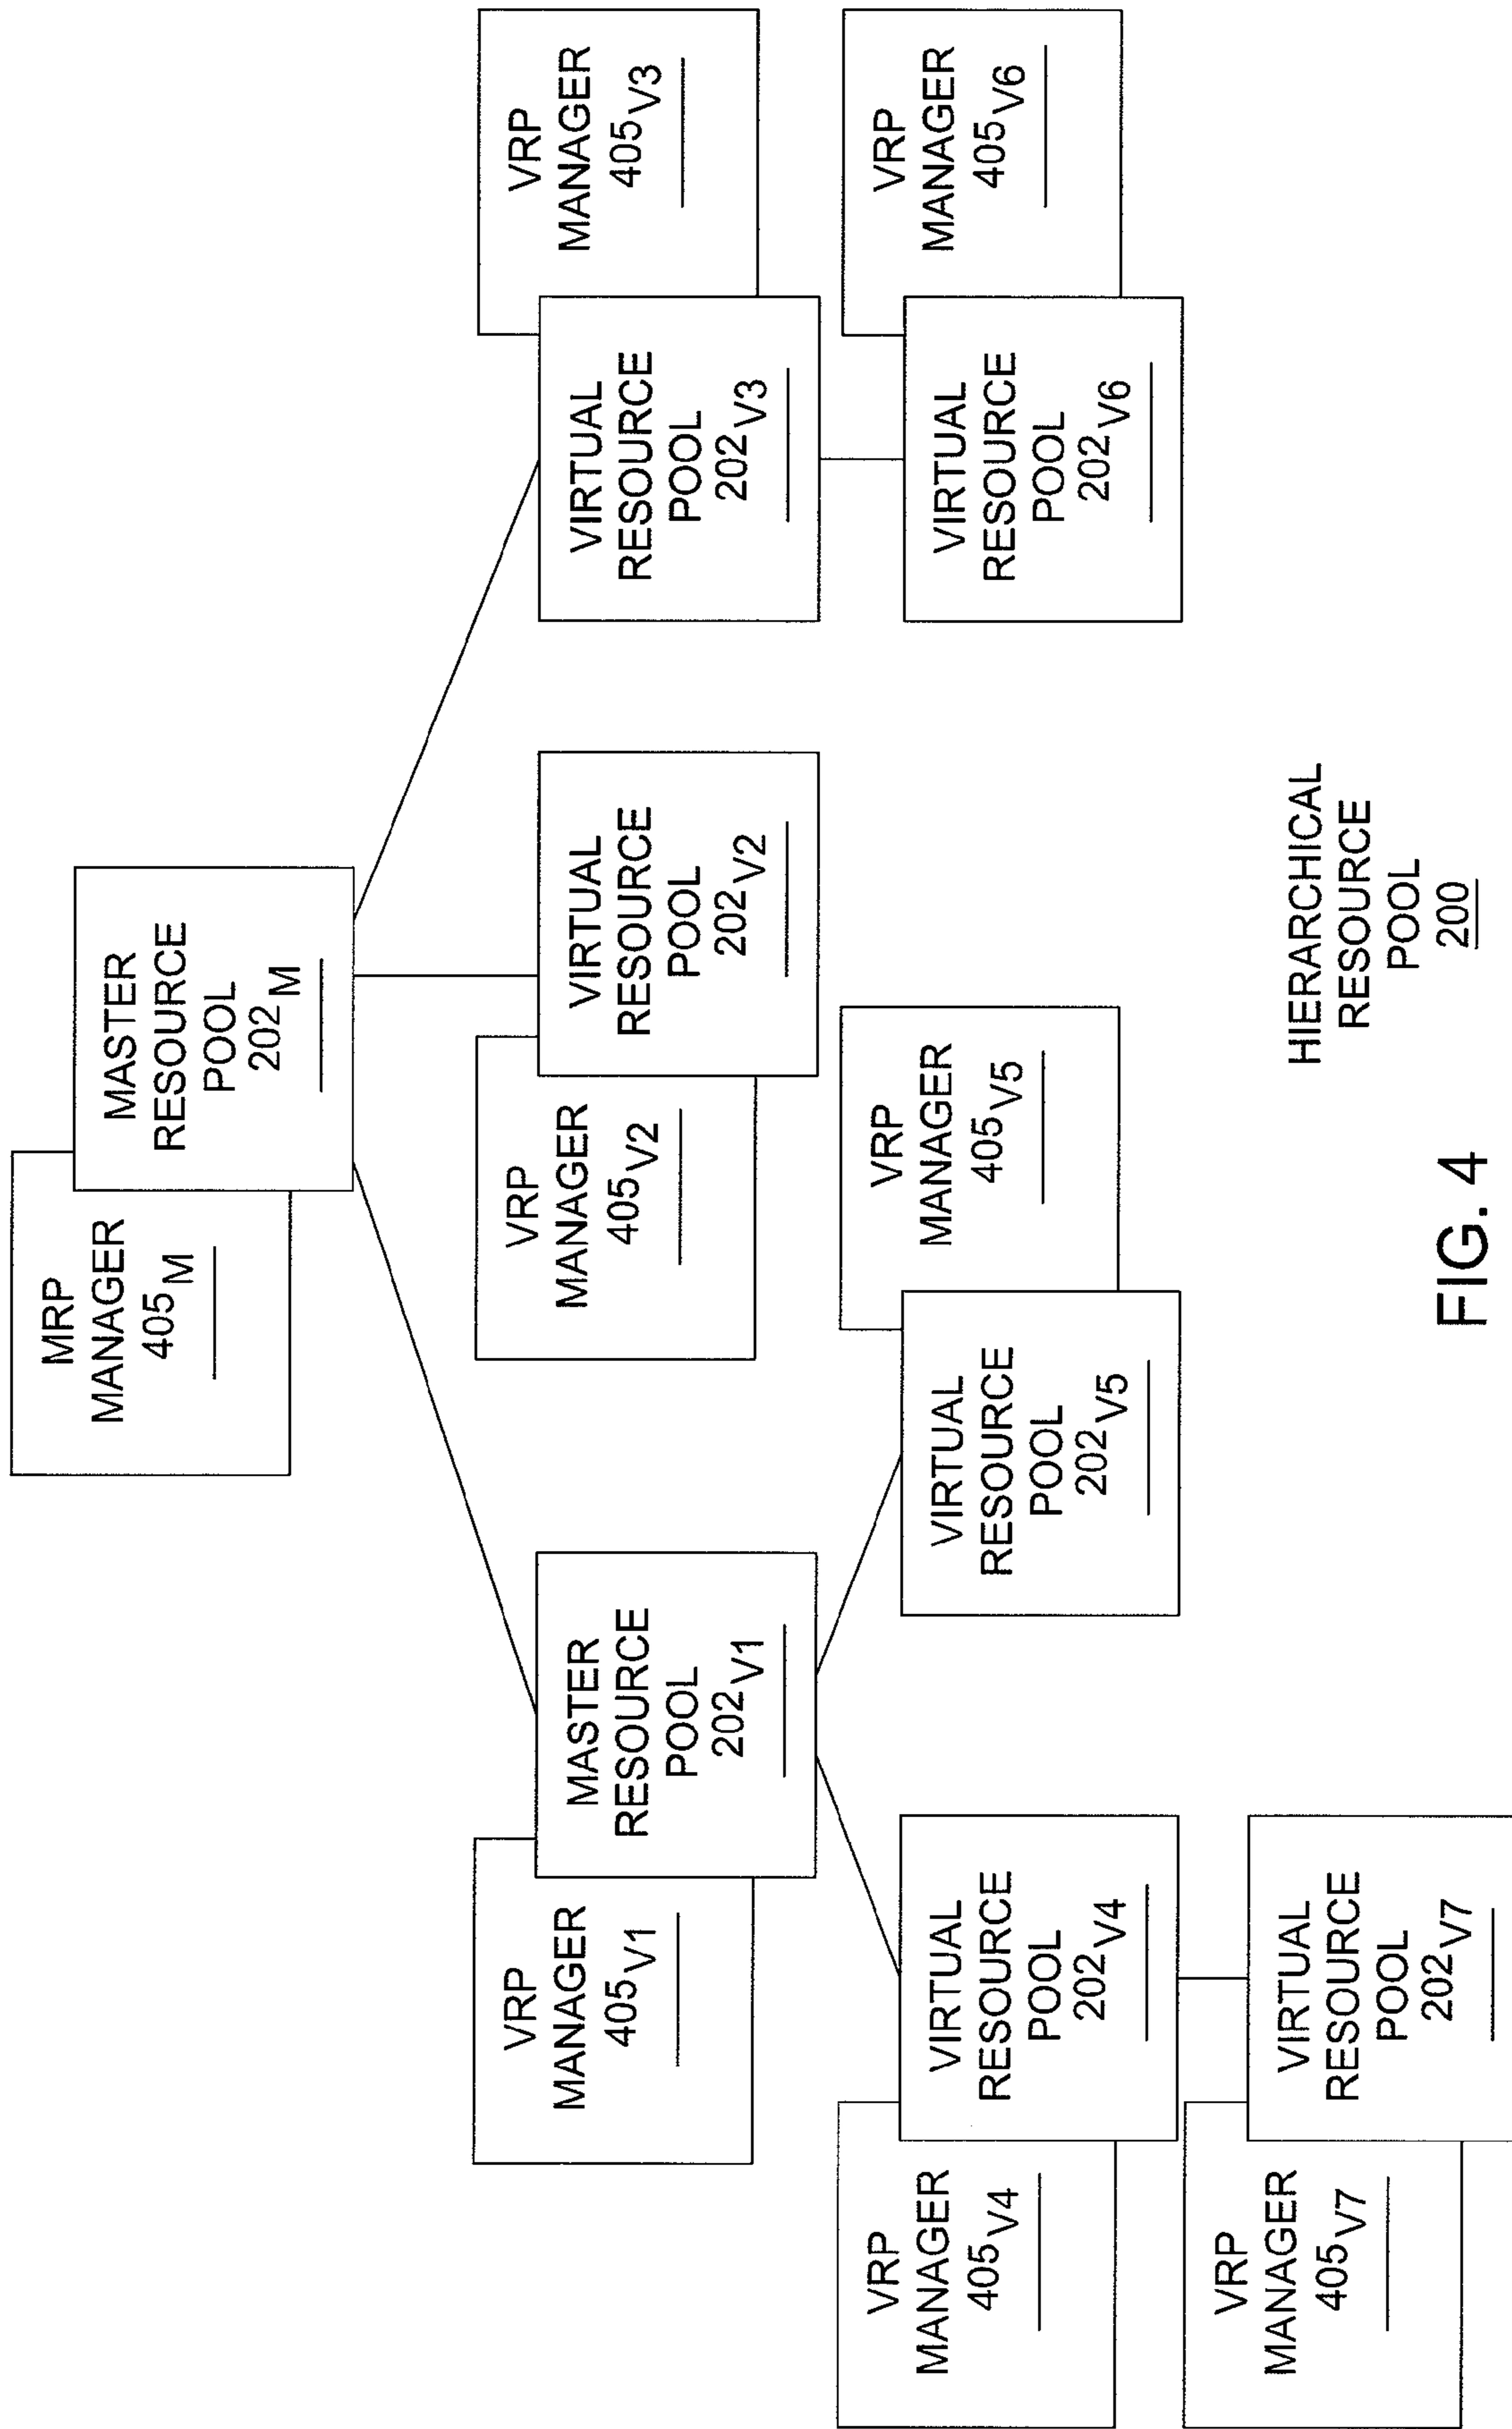 MRP
MANAGER
405M
MASTER
RESOURCE
POOL
202M
VRP
MANAGER
405V1
MASTER
RESOURCE
POOL
202V1
VRP
MANAGER
405V2
VIRTUAL
RESOURCE
POOL
202V2
VIRTUAL
RESOURCE
POOL
202V3
VRP
MANAGER
405V3
VRP
MANAGER
405V4
VIRTUAL
RESOURCE
POOL
202V4
VIRTUAL
RESOURCE
POOL
202V5
VRP
MANAGER
405V5
VIRTUAL
RESOURCE
POOL
202V6
VRP
MANAGER
405V6
VRP
MANAGER
405V7
VIRTUAL
RESOURCE
POOL
202V7
HIERARCHICAL
RESOURCE
POOL
200
FIG. 4